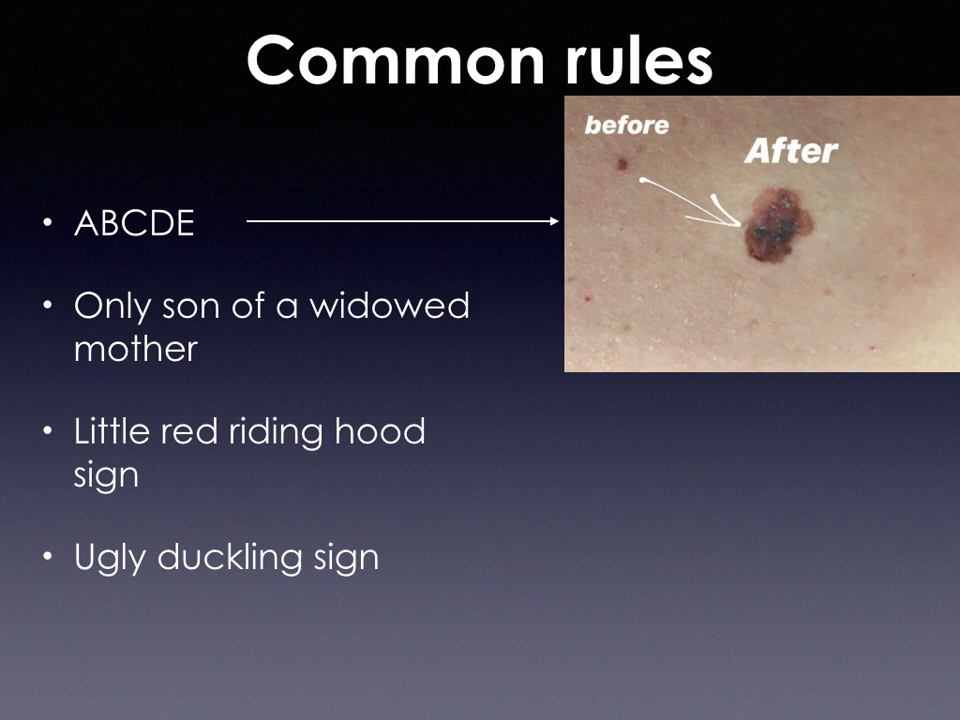 Common rules
before
After
• ABCDE
• Only son of a widowed
mother
• Little red riding hood
sign
• Ugly duckling sign